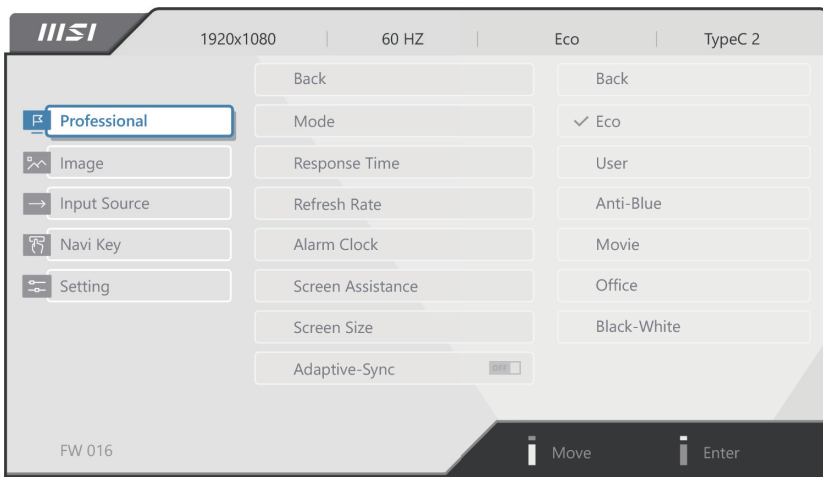 msi
1920x1080 60 HZ Eco TypeC 2
Professional
Image
Input Source
Navi Key
Setting
Back
Mode
Response Time
Refresh Rate
Alarm Clock
Screen Assistance
Screen Size
Adaptive-Sync OFF
Back
Eco
User
Anti-Blue
Movie
Office
Black-White
FW 016
Move
Enter